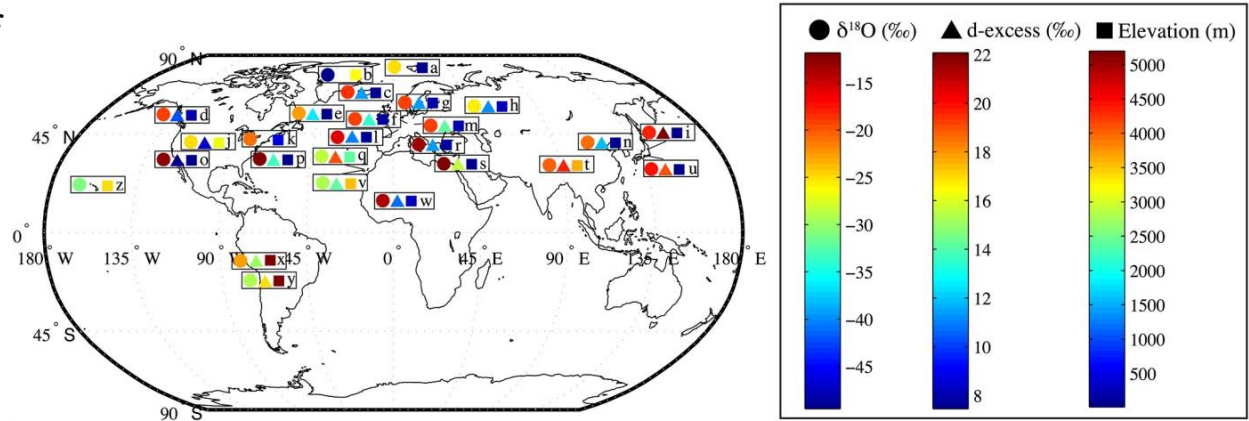 δ¹⁸O (‰) d-excess (‰) Elevation (m)
90° N
45° N
0°
45° S
90° S
180° W 135° W 90° W 45° W 0 45° E 90° E 135° E 180° E
a
b
c
g
h
d
e
f
m
i
j
k
l
r
n
o
p
q
s
t
u
z
v
w
x
y
−15
−20
−25
−30
−35
−40
−45
22
20
18
16
14
12
10
8
5000
4500
4000
3500
3000
2500
2000
1500
1000
500